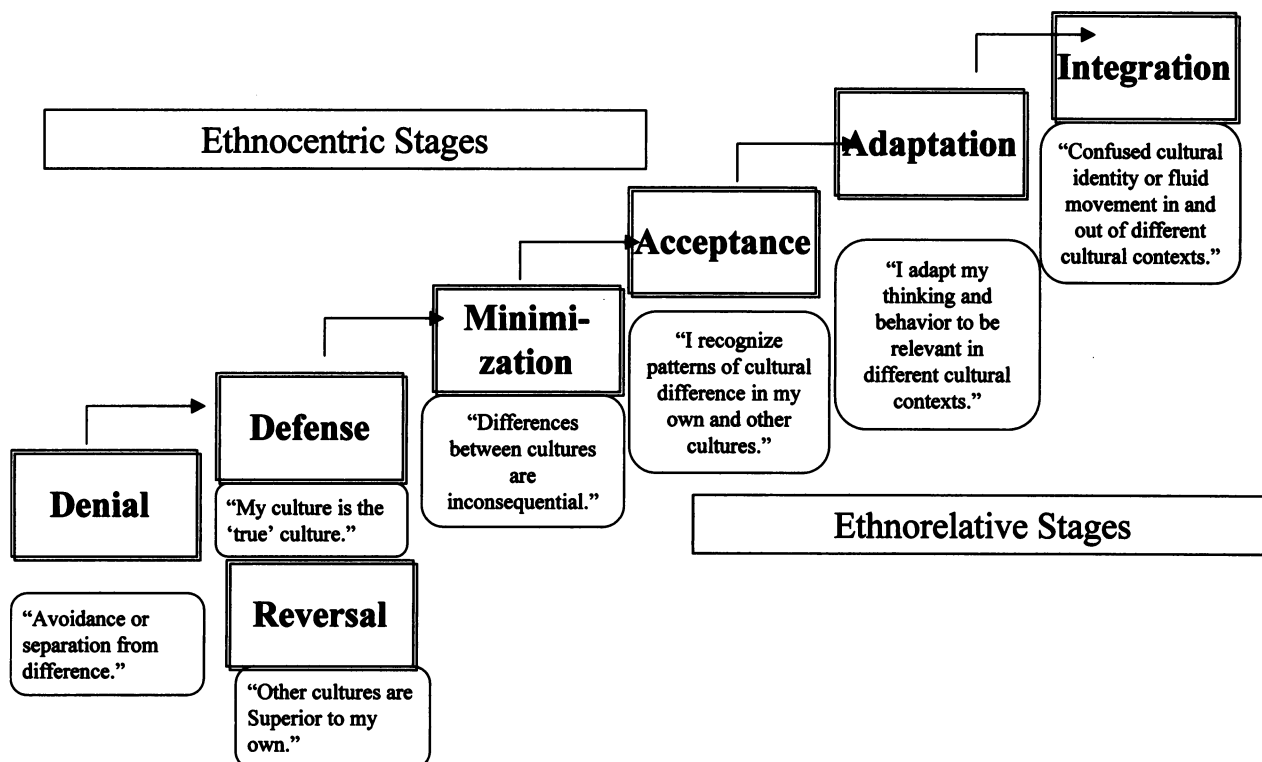 Ethnocentric Stages
Denial
“Avoidance or
separation from
difference.”
Defense
“My culture is the
‘true’ culture.”
Reversal
“Other cultures are
Superior to my
own.”
Minimi-
zation
“Differences
between cultures
are
inconsequential.”
Acceptance
“I recognize
patterns of cultural
difference in my
own and other
cultures.”
Adaptation
“I adapt my
thinking and
behavior to be
relevant in
different cultural
contexts.”
Integration
“Confused cultural
identity or fluid
movement in and
out of different
cultural contexts.”
Ethnorelative Stages